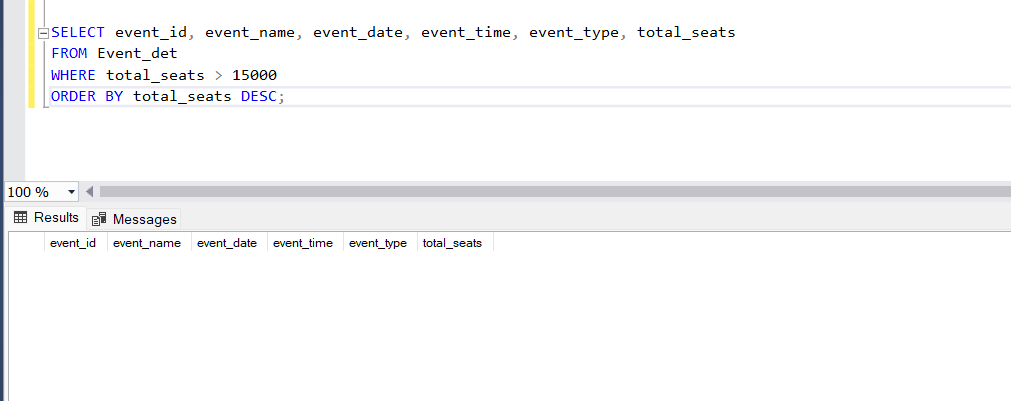 SELECT event_id, event_name, event_date, event_time, event_type, total_seats
FROM Event_det
WHERE total_seats > 15000
ORDER BY total_seats DESC;
100 %
Results Messages
event_id event_name event_date event_time event_type total_seats